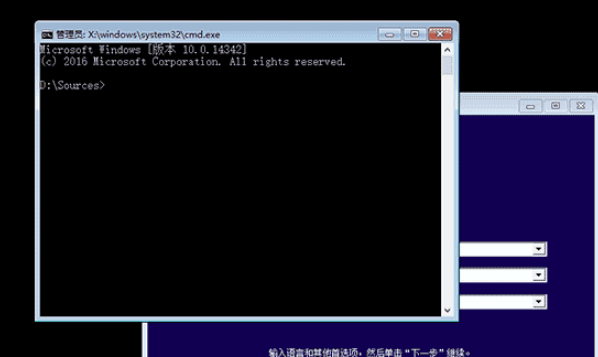 管理员: X:\windows\system32\cmd.exe
Microsoft Windows [版本 10.0.14342]
(c) 2016 Microsoft Corporation. All rights reserved.
D:\Sources>
输入语言和其他首选项，然后单击“下一步”继续。